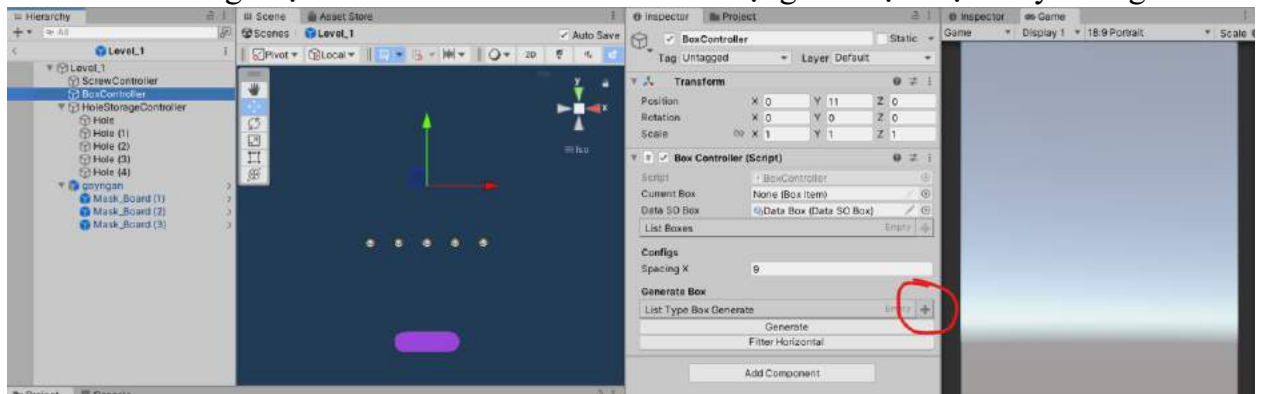 Hierarchy
All
Level_1
Level_1
ScrewController
BoxController
HoleStorageController
Hole
Hole (1)
Hole (2)
Hole (3)
Hole (4)
gayngan
Mask_Board (1)
Mask_Board (2)
Mask_Board (3)
Scene
Asset Store
Scenes
Level_1
Auto Save
Pivot
Local
2D
y
x
Iso
Inspector
Project
BoxController
Static
Tag Untagged
Layer Default
Transform
Position X 0 Y 11 Z 0
Rotation X 0 Y 0 Z 0
Scale X 1 Y 1 Z 1
Box Controller (Script)
Script BoxController
Current Box None (Box Item)
Data SO Box Data Box (Data SO Box)
List Boxes Empty
Configs
Spacing X 9
Generate Box
List Type Box Generate Empty
Generate
Fitter Horizontal
Add Component
Inspector
Game
Game Display 1 18:9 Portrait Scale